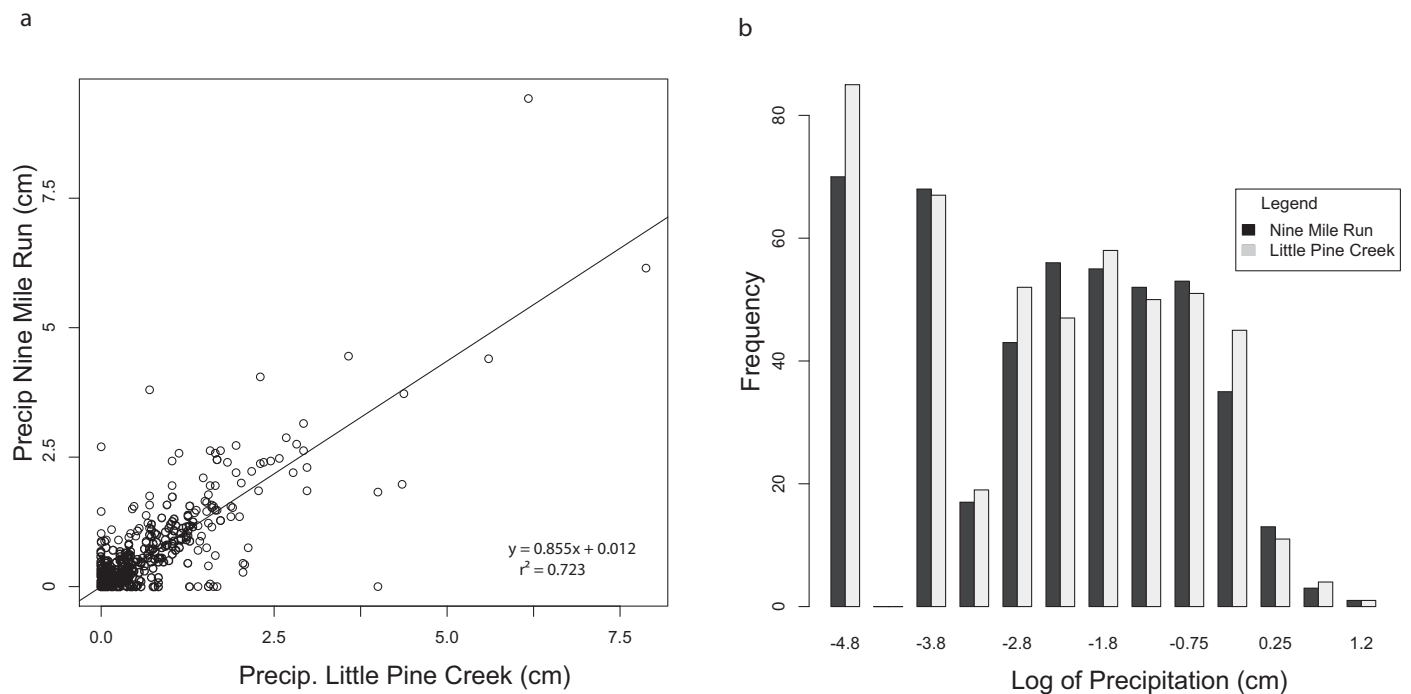 a
Precip Nine Mile Run (cm)
7.5
5
2.5
0
y = 0.855x + 0.012
r² = 0.723
0.0 2.5 5.0 7.5
Precip. Little Pine Creek (cm)
b
Frequency
80
60
40
20
0
Legend
Nine Mile Run
Little Pine Creek
-4.8 -3.8 -2.8 -1.8 -0.75 0.25 1.2
Log of Precipitation (cm)